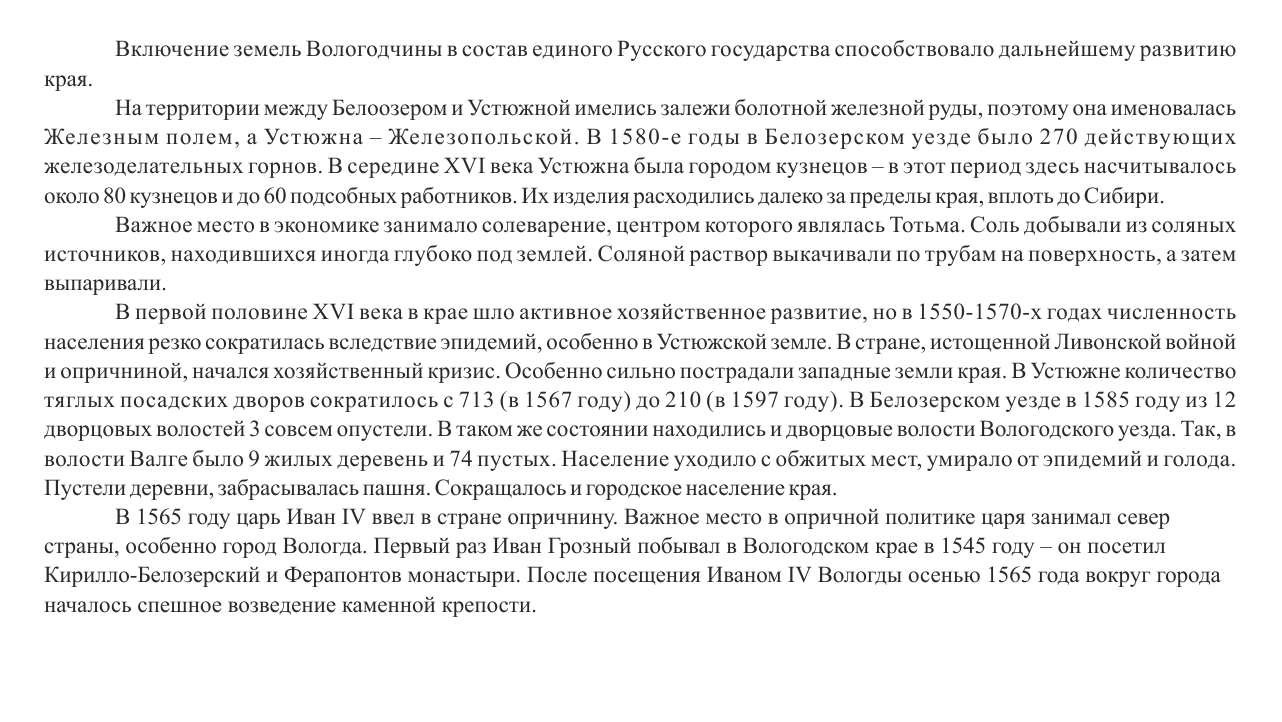 Включение земель Вологодчины в состав единого Русского государства способствовало дальнейшему развитию
края.
На территории между Белоозером и Устюжной имелись залежи болотной железной руды, поэтому она именовалась
Железным полем, а Устюжна – Железопольской. В 1580-е годы в Белозерском уезде было 270 действующих
железоделательных горнов. В середине XVI века Устюжна была городом кузнецов – в этот период здесь насчитывалось
около 80 кузнецов и до 60 подсобных работников. Их изделия расходились далеко за пределы края, вплоть до Сибири.
Важное место в экономике занимало солеварение, центром которого являлась Тотьма. Соль добывали из соляных
источников, находившихся иногда глубоко под землей. Соляной раствор выкачивали по трубам на поверхность, а затем
выпаривали.
В первой половине XVI века в крае шло активное хозяйственное развитие, но в 1550-1570-х годах численность
населения резко сократилась вследствие эпидемий, особенно в Устюжской земле. В стране, истощенной Ливонской войной
и опричниной, начался хозяйственный кризис. Особенно сильно пострадали западные земли края. В Устюжне количество
тяглых посадских дворов сократилось с 713 (в 1567 году) до 210 (в 1597 году). В Белозерском уезде в 1585 году из 12
дворцовых волостей 3 совсем опустели. В таком же состоянии находились и дворцовые волости Вологодского уезда. Так, в
волости Валге было 9 жилых деревень и 74 пустых. Население уходило с обжитых мест, умирало от эпидемий и голода.
Пустели деревни, забрасывалась пашня. Сокращалось и городское население края.
В 1565 году царь Иван IV ввел в стране опричнину. Важное место в опричной политике царя занимал север
страны, особенно город Вологда. Первый раз Иван Грозный побывал в Вологодском крае в 1545 году – он посетил
Кирилло-Белозерский и Ферапонтов монастыри. После посещения Иваном IV Вологды осенью 1565 года вокруг города
началось спешное возведение каменной крепости.